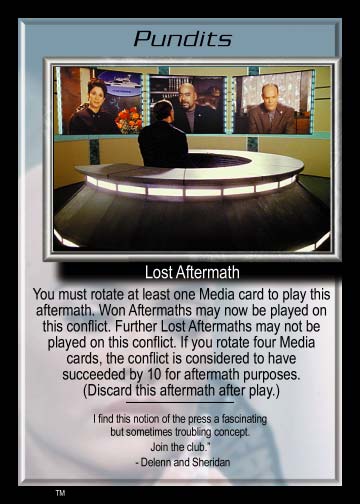 Pundits
Lost Aftermath
You must rotate at least one Media card to play this
aftermath. Won Aftermaths may now be played on
this conflict. Further Lost Aftermaths may not be
played on this conflict. If you rotate four Media
cards, the conflict is considered to have
succeeded by 10 for aftermath purposes.
(Discard this aftermath after play.)
I find this notion of the press a fascinating
but sometimes troubling concept.
Join the club."
- Delenn and Sheridan
TM